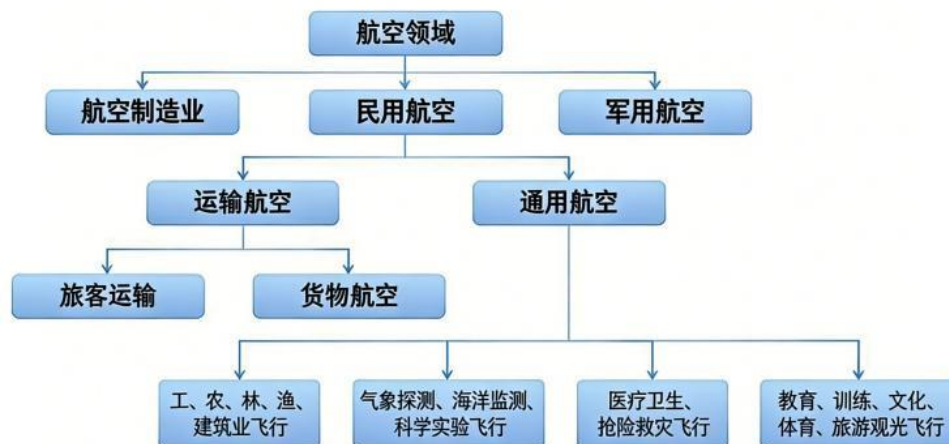 航空领域
航空制造业
民用航空
军用航空
运输航空
通用航空
旅客运输
货物航空
工、农、林、渔、
建筑业飞行
气象探测、海洋监测、
科学实验飞行
医疗卫生、
抢险救灾飞行
教育、训练、文化、
体育、旅游观光飞行